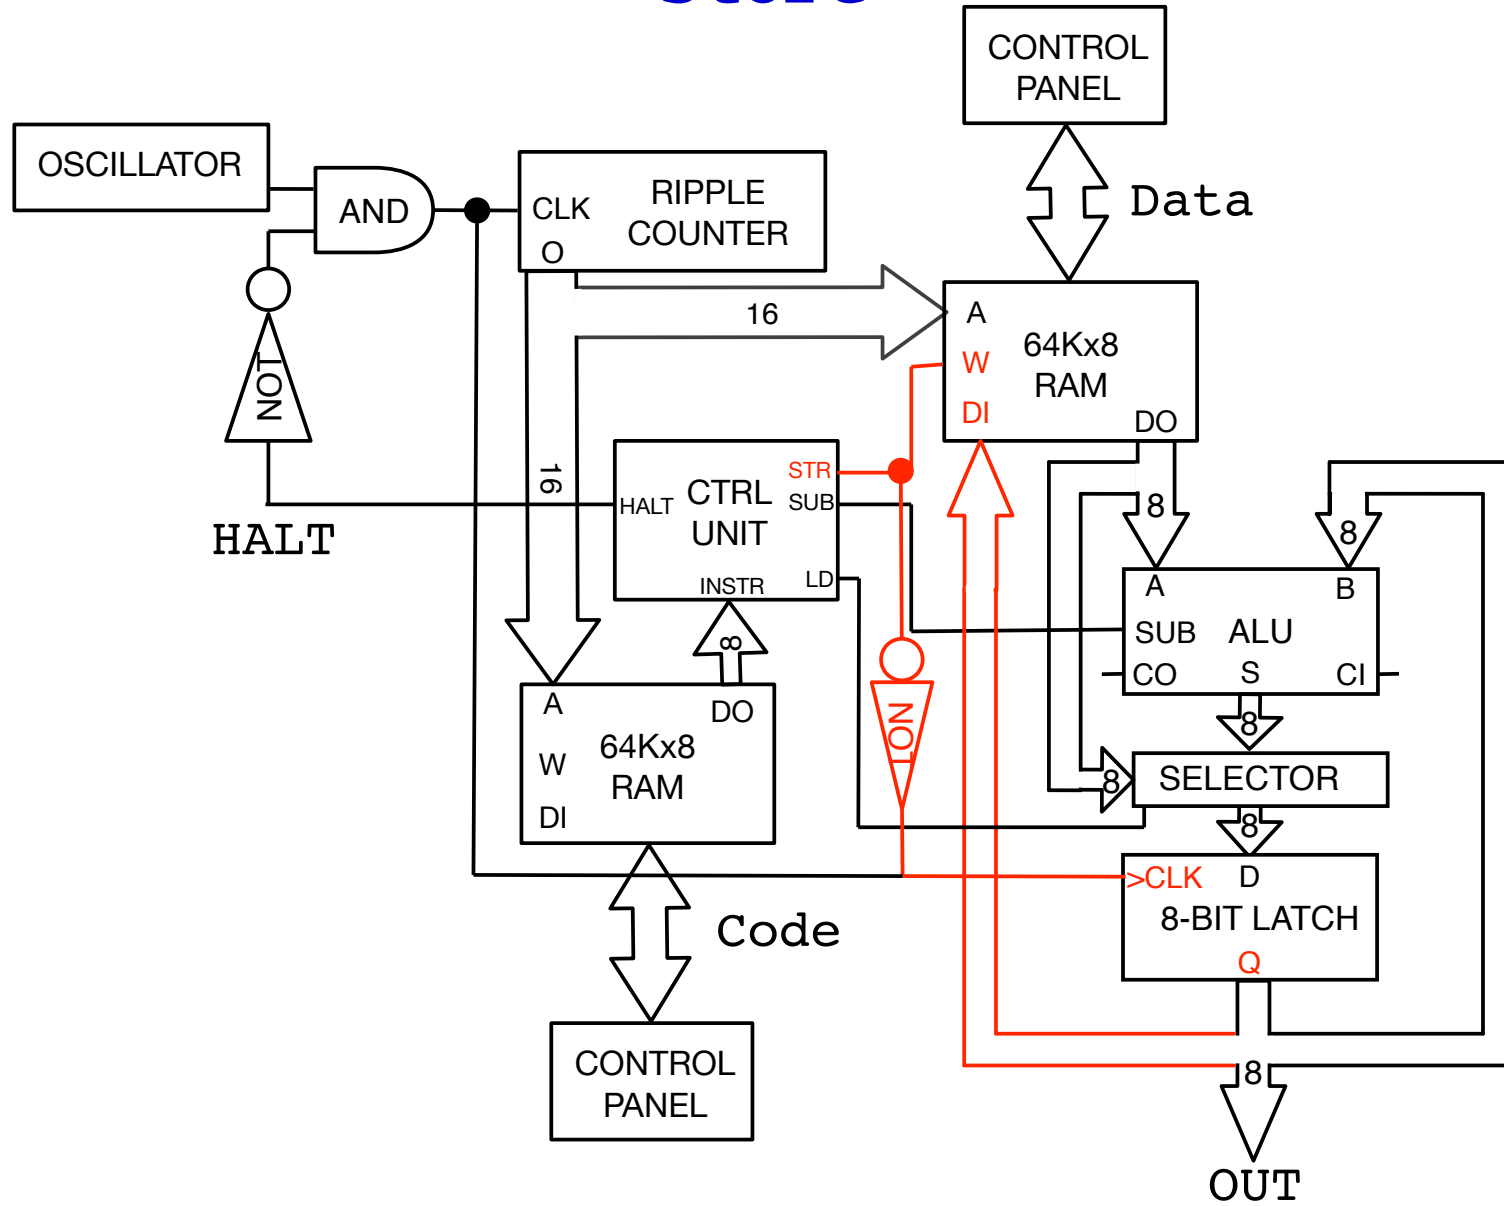 CONTROL
PANEL
OSCILLATOR
AND
CLK
RIPPLE
COUNTER
O
Data
16
A
W
DI
64Kx8
RAM
DO
NOT
16
HALT
HALT
CTRL
UNIT
STR
SUB
LD
INSTR
8
8
8
A
B
SUB
ALU
CO
S
CI
8
A
DO
W
64Kx8
RAM
DI
NOT
8
SELECTOR
8
>CLK
D
8-BIT LATCH
Q
Code
CONTROL
PANEL
8
OUT